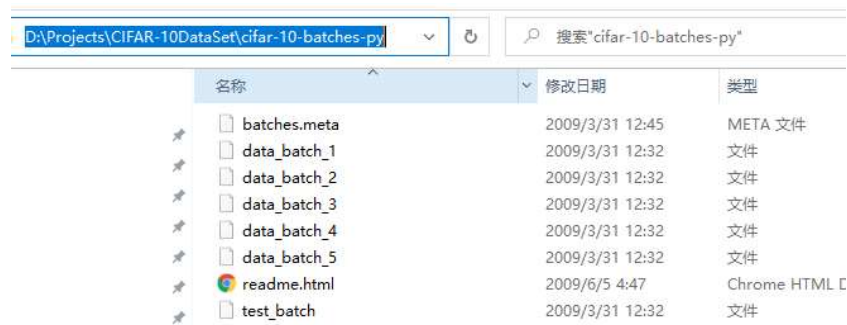 D:\Projects\CIFAR-10DataSet\cifar-10-batches-py 搜索"cifar-10-batches-py"
名称 修改日期 类型
batches.meta 2009/3/31 12:45 META 文件
data_batch_1 2009/3/31 12:32 文件
data_batch_2 2009/3/31 12:32 文件
data_batch_3 2009/3/31 12:32 文件
data_batch_4 2009/3/31 12:32 文件
data_batch_5 2009/3/31 12:32 文件
readme.html 2009/6/5 4:47 Chrome HTML D
test_batch 2009/3/31 12:32 文件